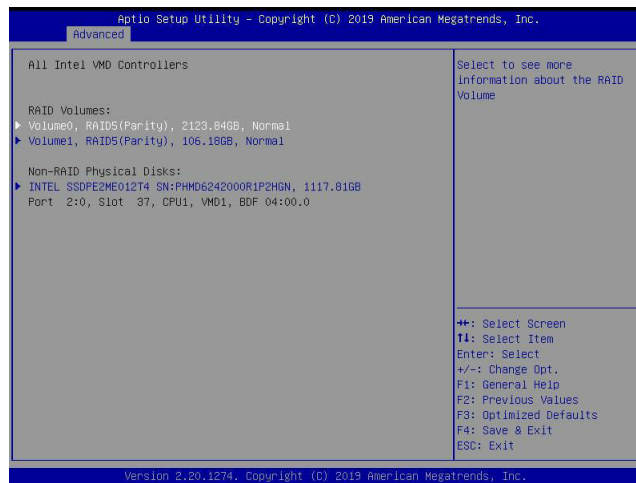 Aptio Setup Utility – Copyright (C) 2019 American Megatrends, Inc.
Advanced
All Intel VMD Controllers
RAID Volumes:
Volume0, RAID5(Parity), 2123.84GB, Normal
Volume1, RAID5(Parity), 106.18GB, Normal
Non-RAID Physical Disks:
INTEL SSDPE2ME012T4 SN:PHMD6242000R1P2HGN, 1117.81GB
Port 2:0, Slot 37, CPU1, VMD1, BDF 04:00.0
Select to see more
information about the RAID
Volume
→←: Select Screen
↑↓: Select Item
Enter: Select
+/-: Change Opt.
F1: General Help
F2: Previous Values
F3: Optimized Defaults
F4: Save & Exit
ESC: Exit
Version 2.20.1274. Copyright (C) 2019 American Megatrends, Inc.